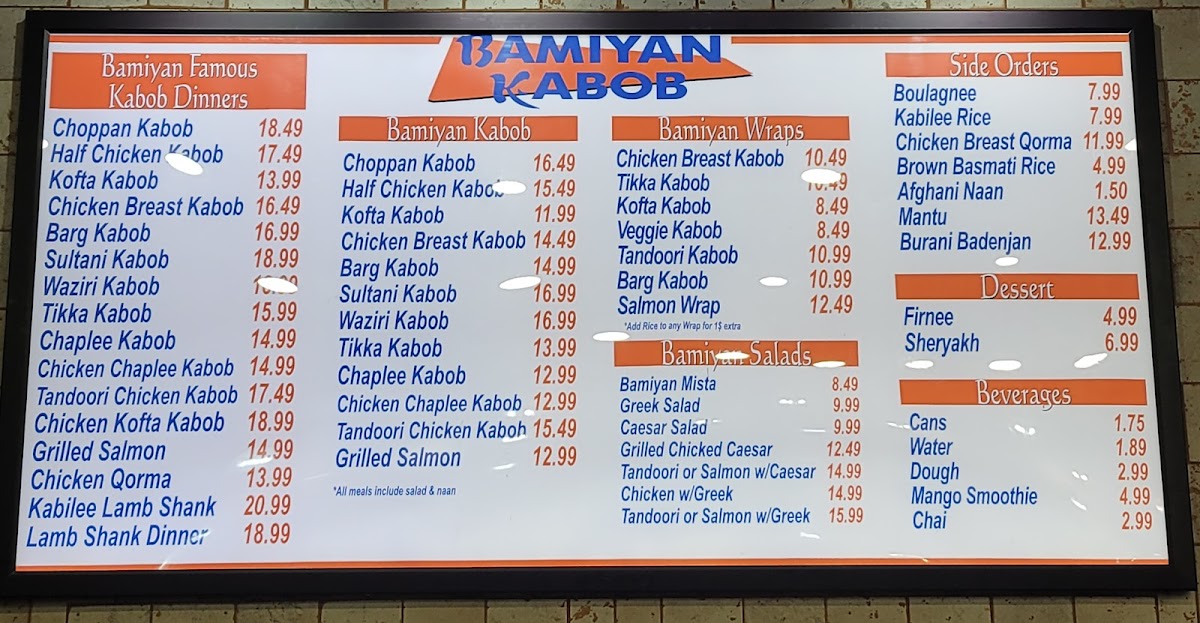 BAMIYAN
KABOB
Bamiyan Famous
Kabob Dinners
Choppan Kabob 18.49
Half Chicken Kabob 17.49
Kofta Kabob 13.99
Chicken Breast Kabob 16.49
Barg Kabob 16.99
Sultani Kabob 18.99
Waziri Kabob
Tikka Kabob 15.99
Chaplee Kabob 14.99
Chicken Chaplee Kabob 14.99
Tandoori Chicken Kabob 17.49
Chicken Kofta Kabob 18.99
Grilled Salmon 14.99
Chicken Qorma 13.99
Kabilee Lamb Shank 20.99
Lamb Shank Dinner 18.99
Bamiyan Kabob
Choppan Kabob 16.49
Half Chicken Kabob 15.49
Kofta Kabob 11.99
Chicken Breast Kabob 14.49
Barg Kabob 14.99
Sultani Kabob 16.99
Waziri Kabob 16.99
Tikka Kabob 13.99
Chaplee Kabob 12.99
Chicken Chaplee Kabob 12.99
Tandoori Chicken Kabob 15.49
Grilled Salmon 12.99
*All meals include salad & naan
Bamiyan Wraps
Chicken Breast Kabob 10.49
Tikka Kabob 10.49
Kofta Kabob 8.49
Veggie Kabob 8.49
Tandoori Kabob 10.99
Barg Kabob 10.99
Salmon Wrap 12.49
*Add Rice to any Wrap for 1$ extra
Bamiyan Salads
Bamiyan Mista 8.49
Greek Salad 9.99
Caesar Salad 9.99
Grilled Chicked Caesar 12.49
Tandoori or Salmon w/Caesar 14.99
Chicken w/Greek 14.99
Tandoori or Salmon w/Greek 15.99
Side Orders
Boulagnee 7.99
Kabilee Rice 7.99
Chicken Breast Qorma 11.99
Brown Basmati Rice 4.99
Afghani Naan 1.50
Mantu 13.49
Burani Badenjan 12.99
Dessert
Firnee 4.99
Sheryakh 6.99
Beverages
Cans 1.75
Water 1.89
Dough 2.99
Mango Smoothie 4.99
Chai 2.99